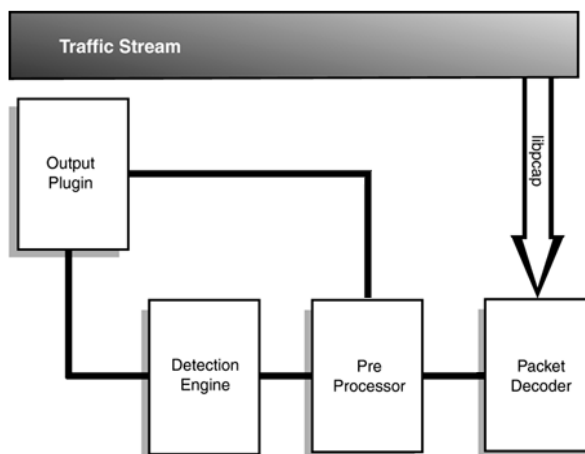 Traffic Stream
libpcap
Output
Plugin
Detection
Engine
Pre
Processor
Packet
Decoder